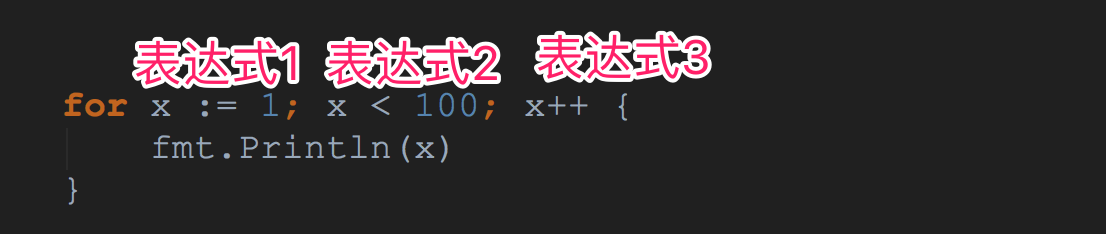 表达式1 表达式2 表达式3
for x := 1; x < 100; x++ {
    fmt.Println(x)
}